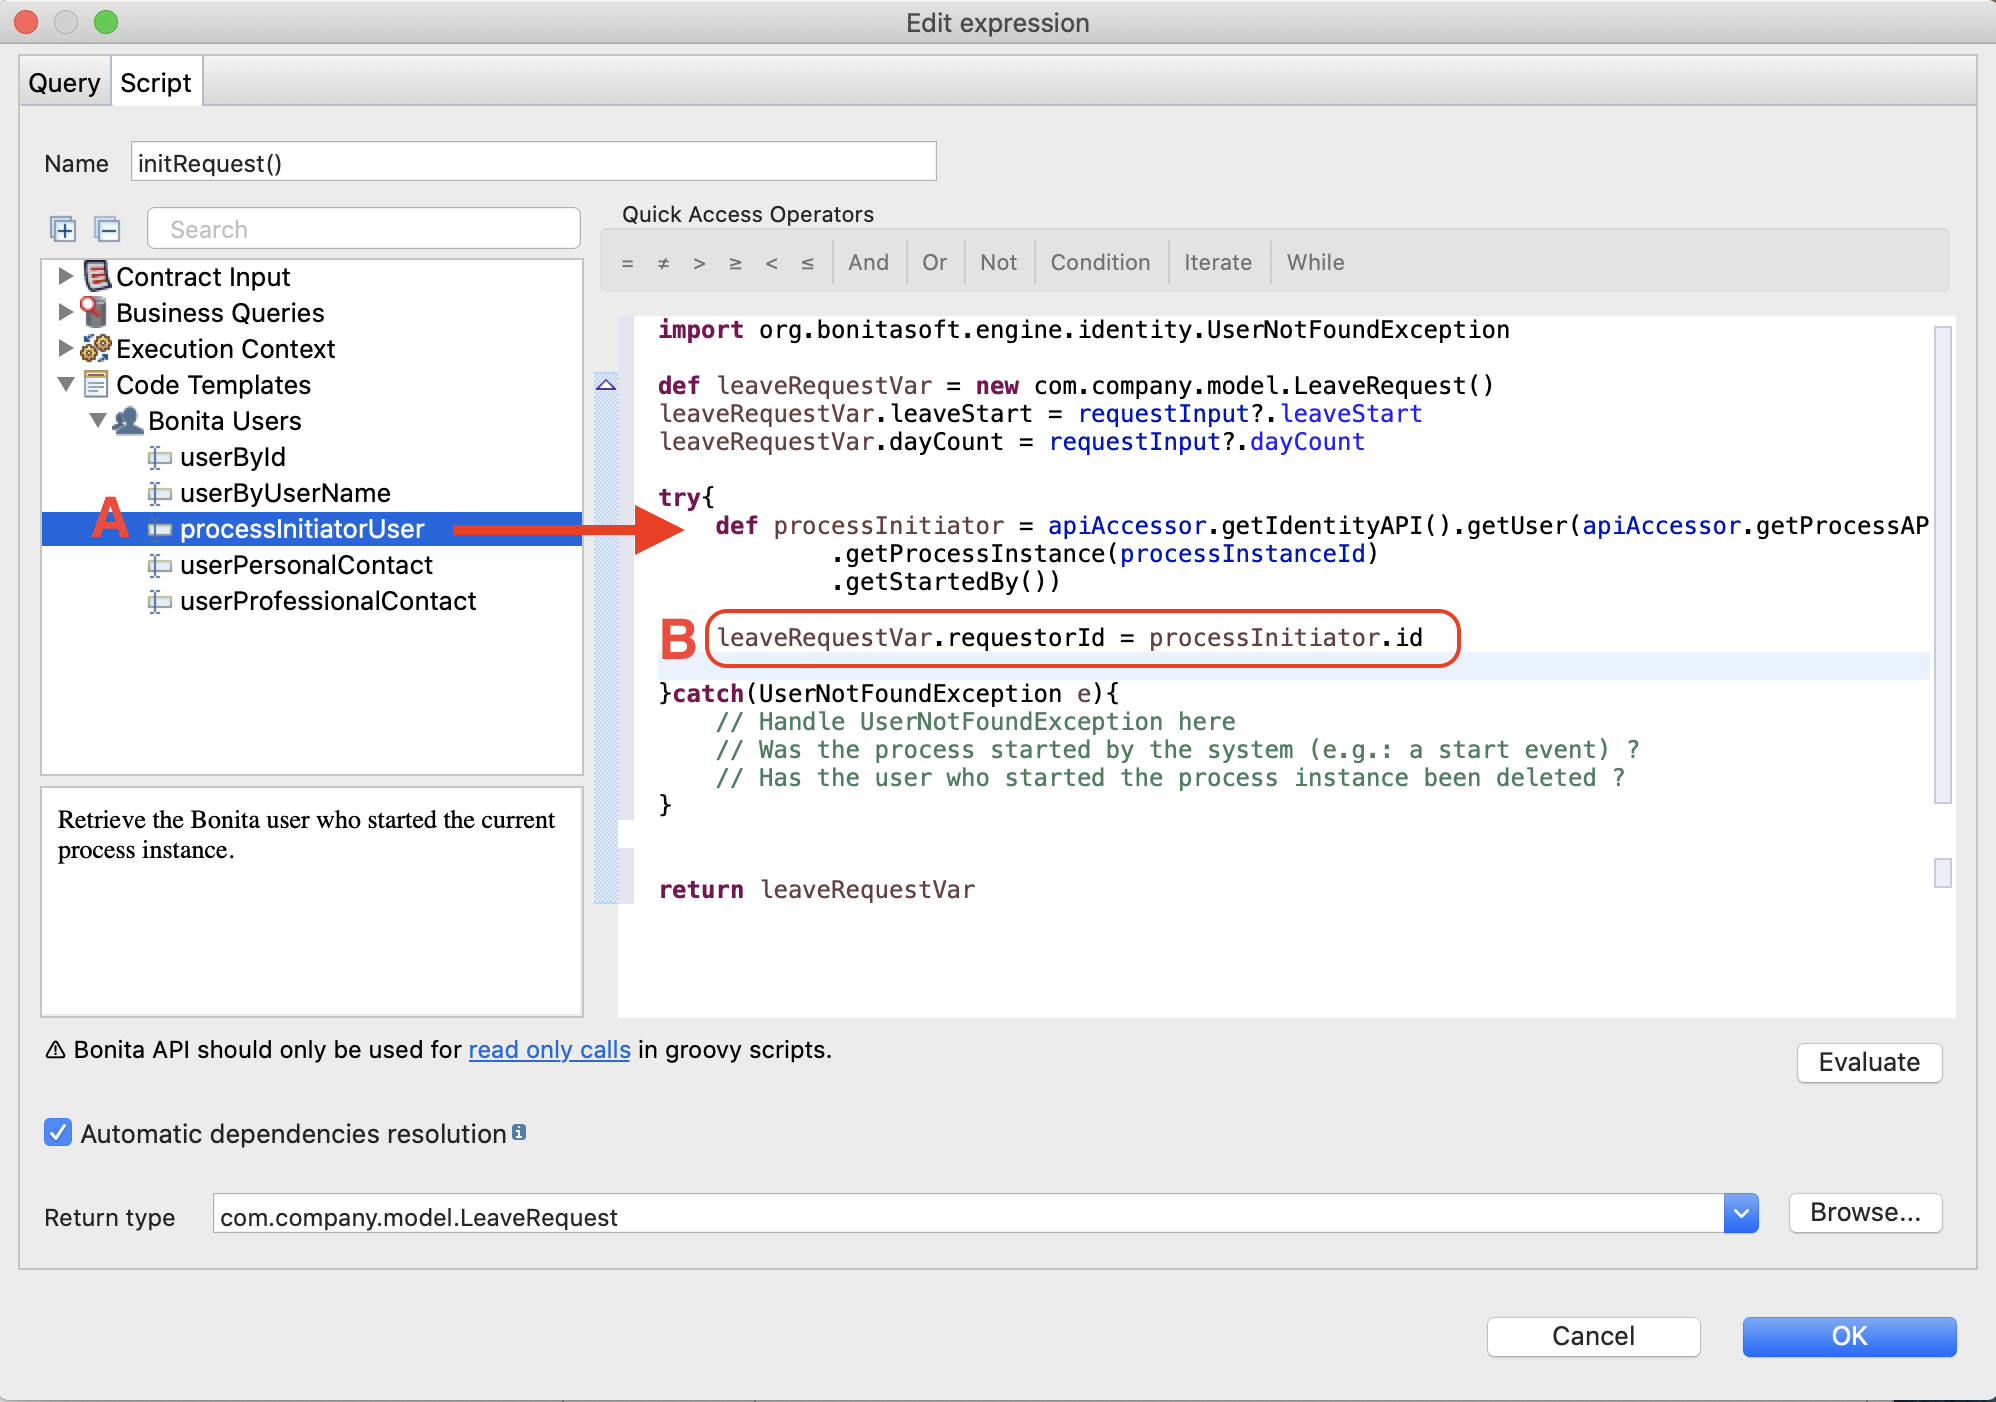 Edit expression
Query
Script
Name
initRequest()
Search
Quick Access Operators
= ≠ > ≥ < ≤ And Or Not Condition Iterate While
Contract Input
Business Queries
Execution Context
Code Templates
Bonita Users
userById
userByUserName
A
processInitiatorUser
userPersonalContact
userProfessionalContact
import org.bonitasoft.engine.identity.UserNotFoundException
def leaveRequestVar = new com.company.model.LeaveRequest()
leaveRequestVar.leaveStart = requestInput?.leaveStart
leaveRequestVar.dayCount = requestInput?.dayCount
try{
def processInitiator = apiAccessor.getIdentityAPI().getUser(apiAccessor.getProcessAP
.getProcessInstance(processInstanceId)
.getStartedBy())
B
leaveRequestVar.requestorId = processInitiator.id
}catch(UserNotFoundException e){
// Handle UserNotFoundException here
// Was the process started by the system (e.g.: a start event) ?
// Has the user who started the process instance been deleted ?
}
return leaveRequestVar
Retrieve the Bonita user who started the current
process instance.
⚠ Bonita API should only be used for read only calls in groovy scripts.
Evaluate
Automatic dependencies resolution
Return type
com.company.model.LeaveRequest
Browse...
Cancel
OK